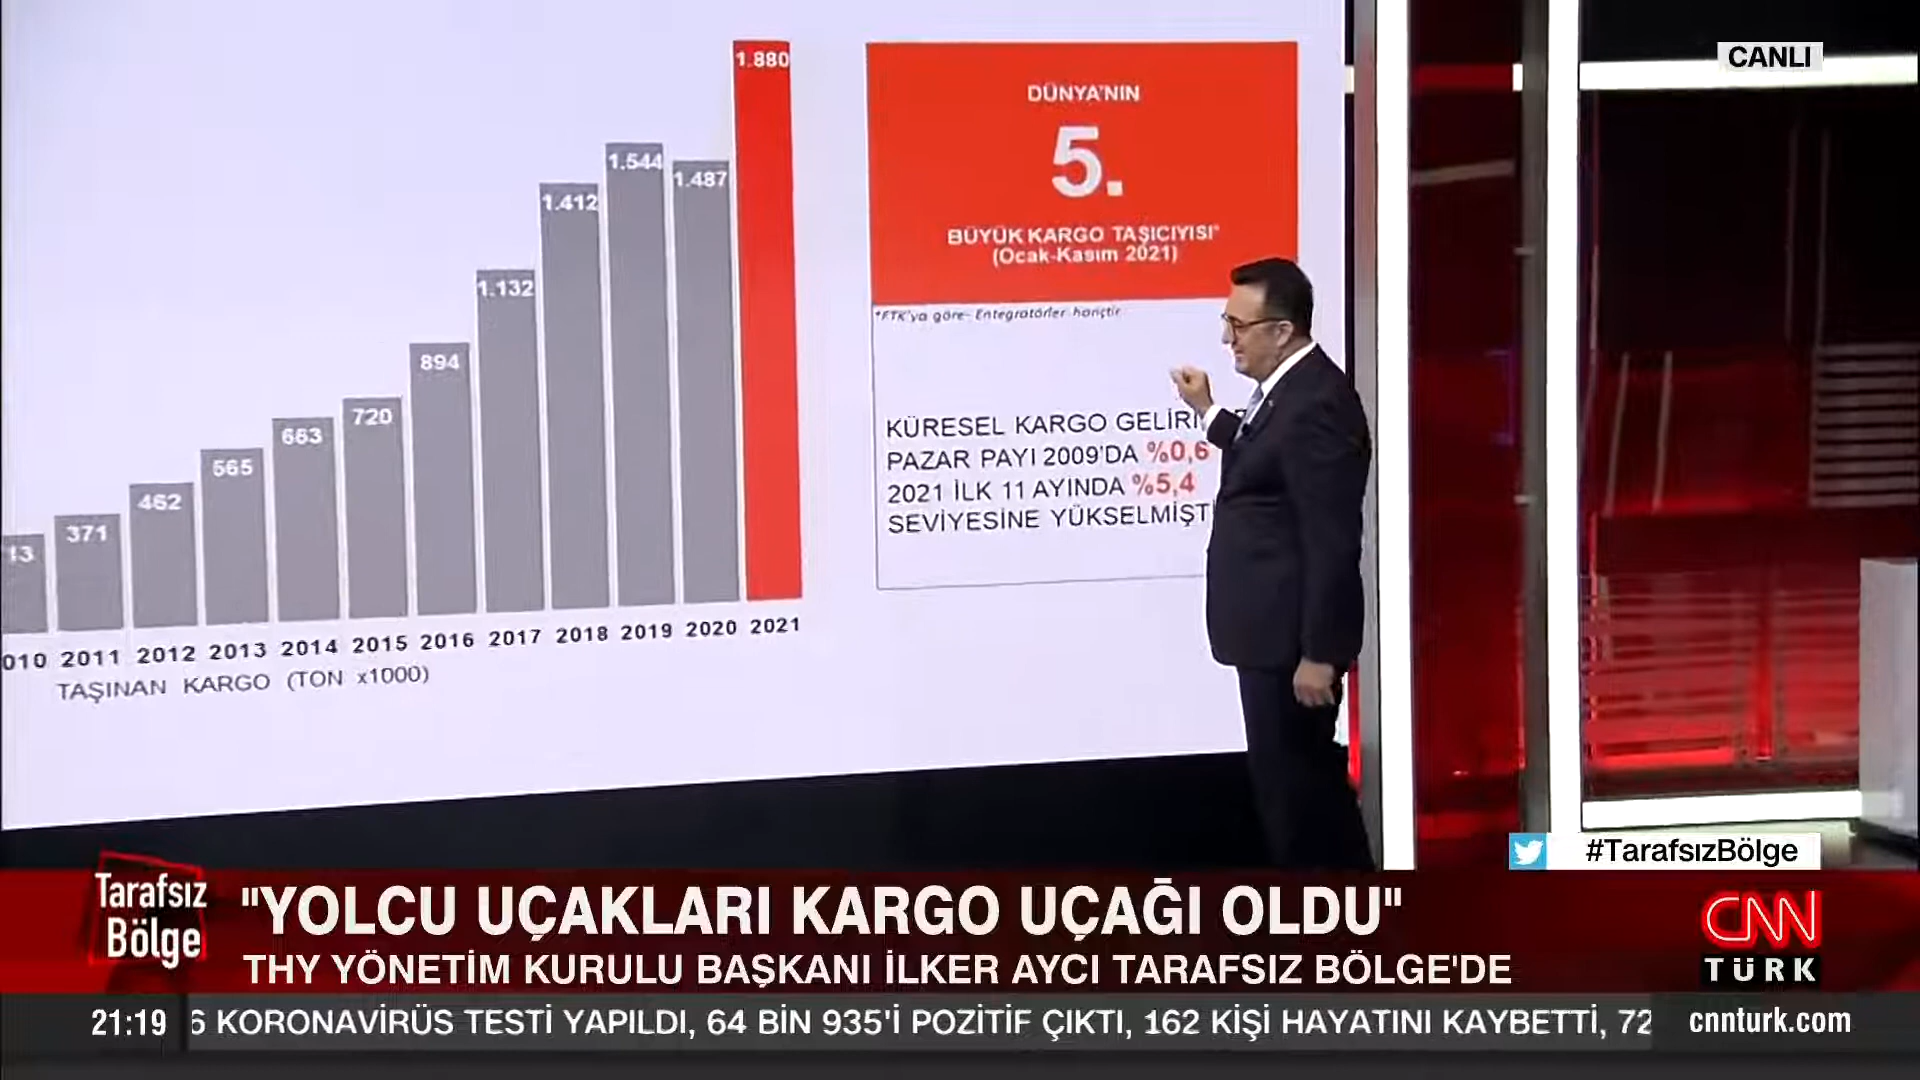 CANLI
1.880
1.544
1.487
1.412
1.132
894
720
663
565
462
371
13
010 2011 2012 2013 2014 2015 2016 2017 2018 2019 2020 2021
TAŞINAN KARGO (TON x1000)
DÜNYA'NIN
5.
BÜYÜK KARGO TAŞICIYISI*
(Ocak-Kasım 2021)
*FTK'ya göre- Entegratörler hariçtir
KÜRESEL KARGO
PAZAR PAYI 2009'DA %0,6
2021 İLK 11 AYINDA %5,4
SEVİYESİNE YÜKSELMİŞT
#TarafsızBölge
Tarafsız
Bölge
"YOLCU UÇAKLARI KARGO UÇAĞI OLDU"
THY YÖNETİM KURULU BAŞKANI İLKER AYCI TARAFSIZ BÖLGE'DE
CNN
TÜRK
21:19 6 KORONAVİRÜS TESTİ YAPILDI, 64 BİN 935'İ POZİTİF ÇIKTI, 162 KİŞİ HAYATINI KAYBETTİ, 72 cnnturk.com